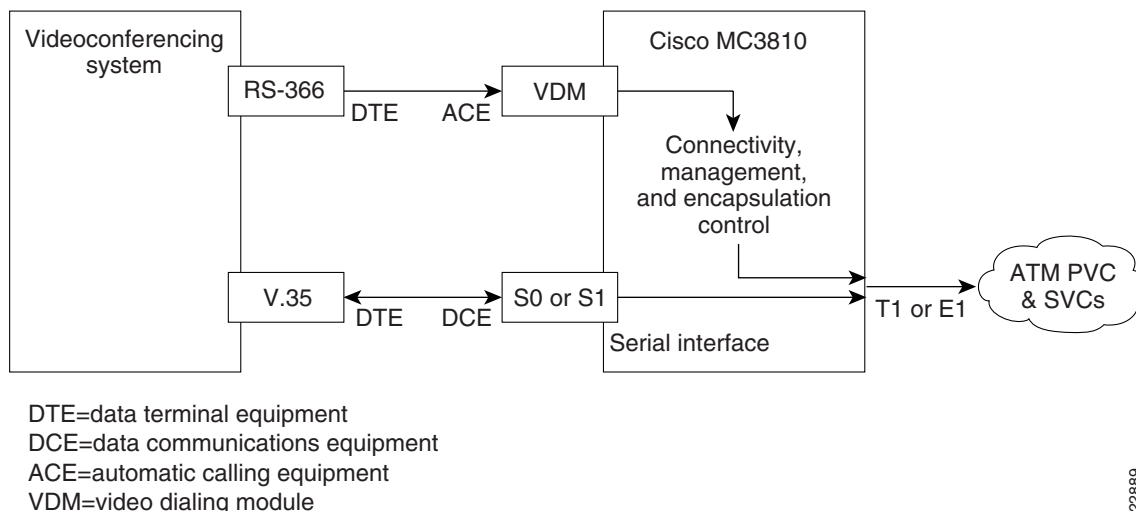 Videoconferencing
system
Cisco MC3810
RS-366
DTE
ACE
VDM
Connectivity,
management,
and encapsulation
control
V.35
DTE
DCE
S0 or S1
Serial interface
T1 or E1
ATM PVC
& SVCs
DTE=data terminal equipment
DCE=data communications equipment
ACE=automatic calling equipment
VDM=video dialing module
22889